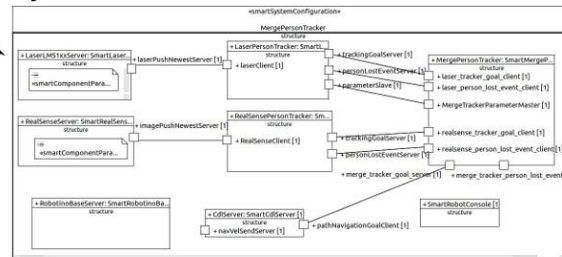 «smartSystemConfiguration»
MergePersonTracker
structure
+ LaserLMS1xxServer: SmartLaser...
structure
«smartComponentPara...
+ laserPushNewestServer [1]
+ LaserPersonTracker: SmartL...
structure
+ laserClient [1]
+ trackingGoalServer [1]
+ personLostEventServer [1]
+ parameterSlave [1]
+ MergePersonTracker: SmartMergeP...
structure
+ laser_tracker_goal_client [1]
+ laser_person_lost_event_client [1]
+ MergeTrackerParameterMaster [1]
+ realsense_tracker_goal_client [1]
+ realsense_person_lost_event_client [1]
+ RealSenseServer: SmartRealSens...
structure
«smartComponentPara...
+ imagePushNewestServer [1]
+ RealSensePersonTracker: Sm...
structure
+ RealSenseClient [1]
+ trackingGoalServer [1]
+ personLostEventServer [1]
+ merge_tracker_goal_server [1]
+ merge_tracker_person_lost_event
+ RobotInoBaseServer: SmartRobotInoBa...
structure
+ CdlServer: SmartCdlServer [1]
structure
+ navVelSendServer [1]
+ pathNavigationGoalClient [1]
+ SmartRobotConsole [1]
structure